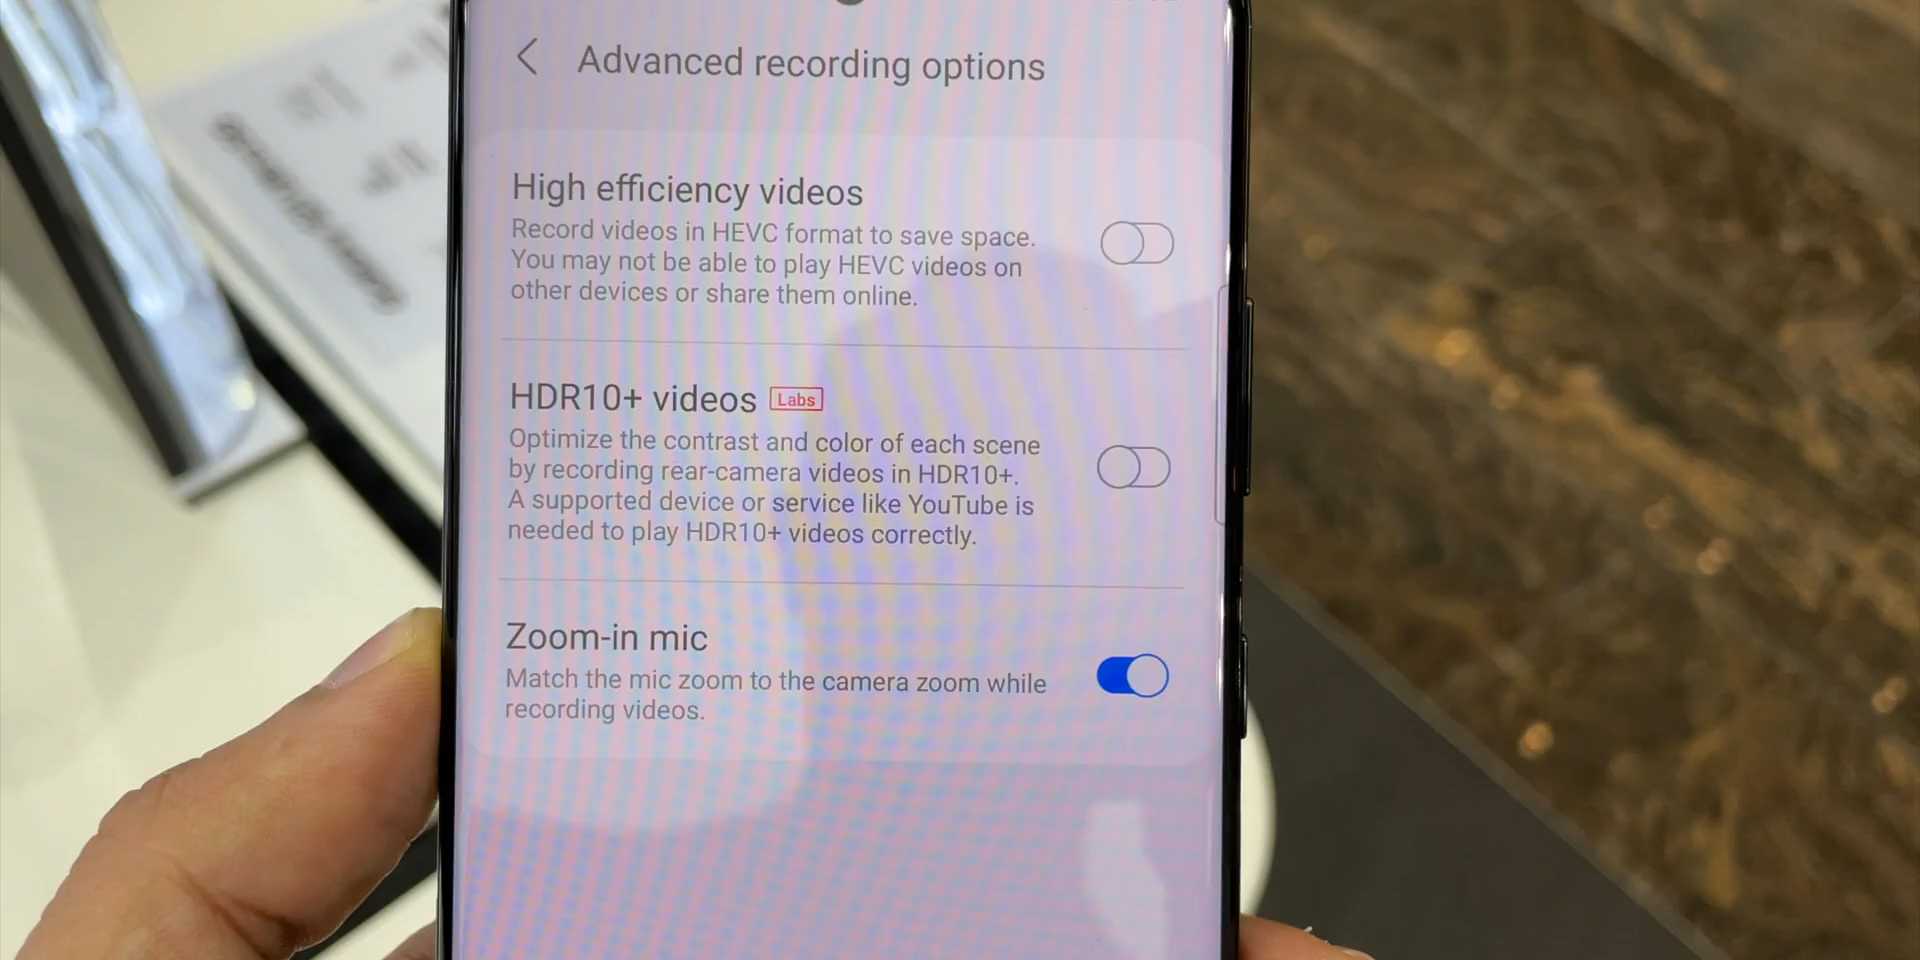 Advanced recording options
High efficiency videos
Record videos in HEVC format to save space.
You may not be able to play HEVC videos on
other devices or share them online.
HDR10+ videos Labs
Optimize the contrast and color of each scene
by recording rear-camera videos in HDR10+.
A supported device or service like YouTube is
needed to play HDR10+ videos correctly.
Zoom-in mic
Match the mic zoom to the camera zoom while
recording videos.